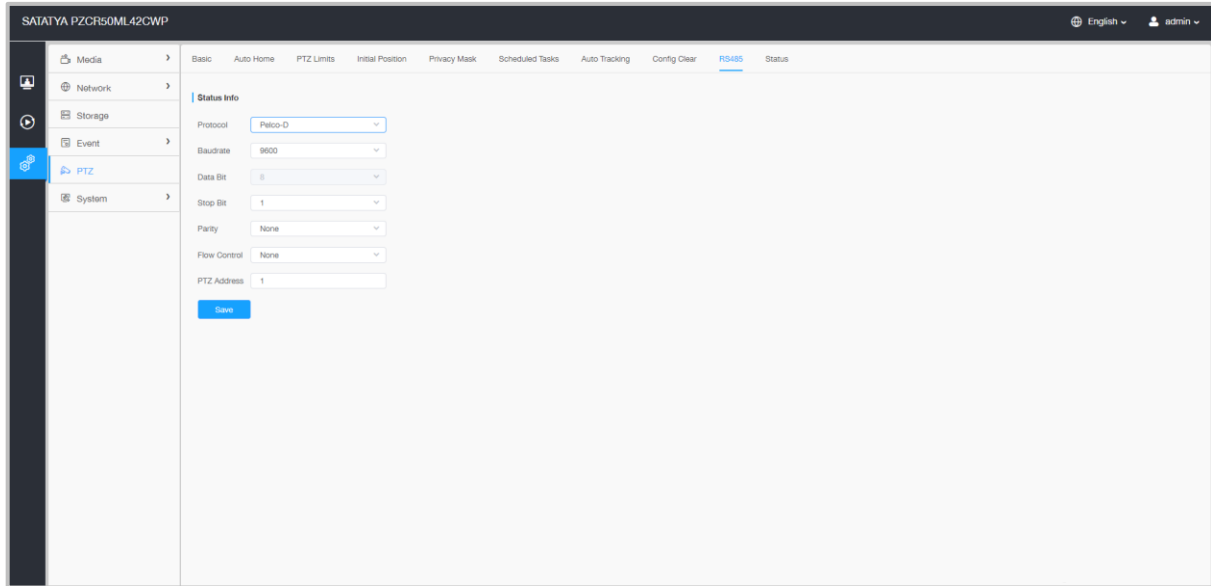 SATATYA PZCR50ML42CWP English admin
Media
Network
Storage
Event
PTZ
System
Basic Auto Home PTZ Limits Initial Position Privacy Mask Scheduled Tasks Auto Tracking Config Clear RS485 Status
Status Info
Protocol Pelco-D
Baudrate 9600
Data Bit 8
Stop Bit 1
Parity None
Flow Control None
PTZ Address 1
Save